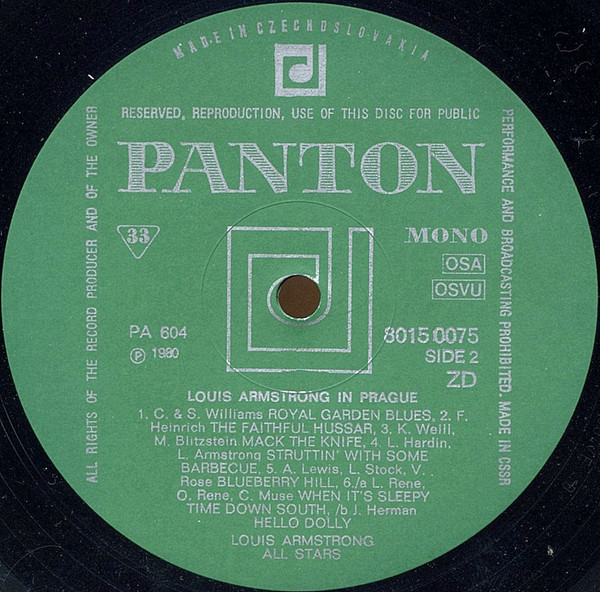 MADE IN CZECHOSLOVAKIA
RESERVED, REPRODUCTION, USE OF THIS DISC FOR PUBLIC
PERFORMANCE AND BROADCASTING PROHIBITED. MADE IN CSSR
ALL RIGHTS OF THE RECORD PRODUCER AND OF THE OWNER
PANTON
33
MONO
OSA
OSVU
PA 604
8015 0075
℗ 1980
SIDE 2
ZD
LOUIS ARMSTRONG IN PRAGUE
1. C. & S. Williams ROYAL GARDEN BLUES, 2. F.
Heinrich THE FAITHFUL HUSSAR, 3. K. Weill,
M. Blitzstein MACK THE KNIFE, 4. L. Hardin,
L. Armstrong STRUTTIN' WITH SOME
BARBECUE, 5. A. Lewis, L. Stock, V.
Rose BLUEBERRY HILL, 6./a L. Rene,
O. Rene, C. Muse WHEN IT'S SLEEPY
TIME DOWN SOUTH, /b J. Herman
HELLO DOLLY
LOUIS ARMSTRONG
ALL STARS